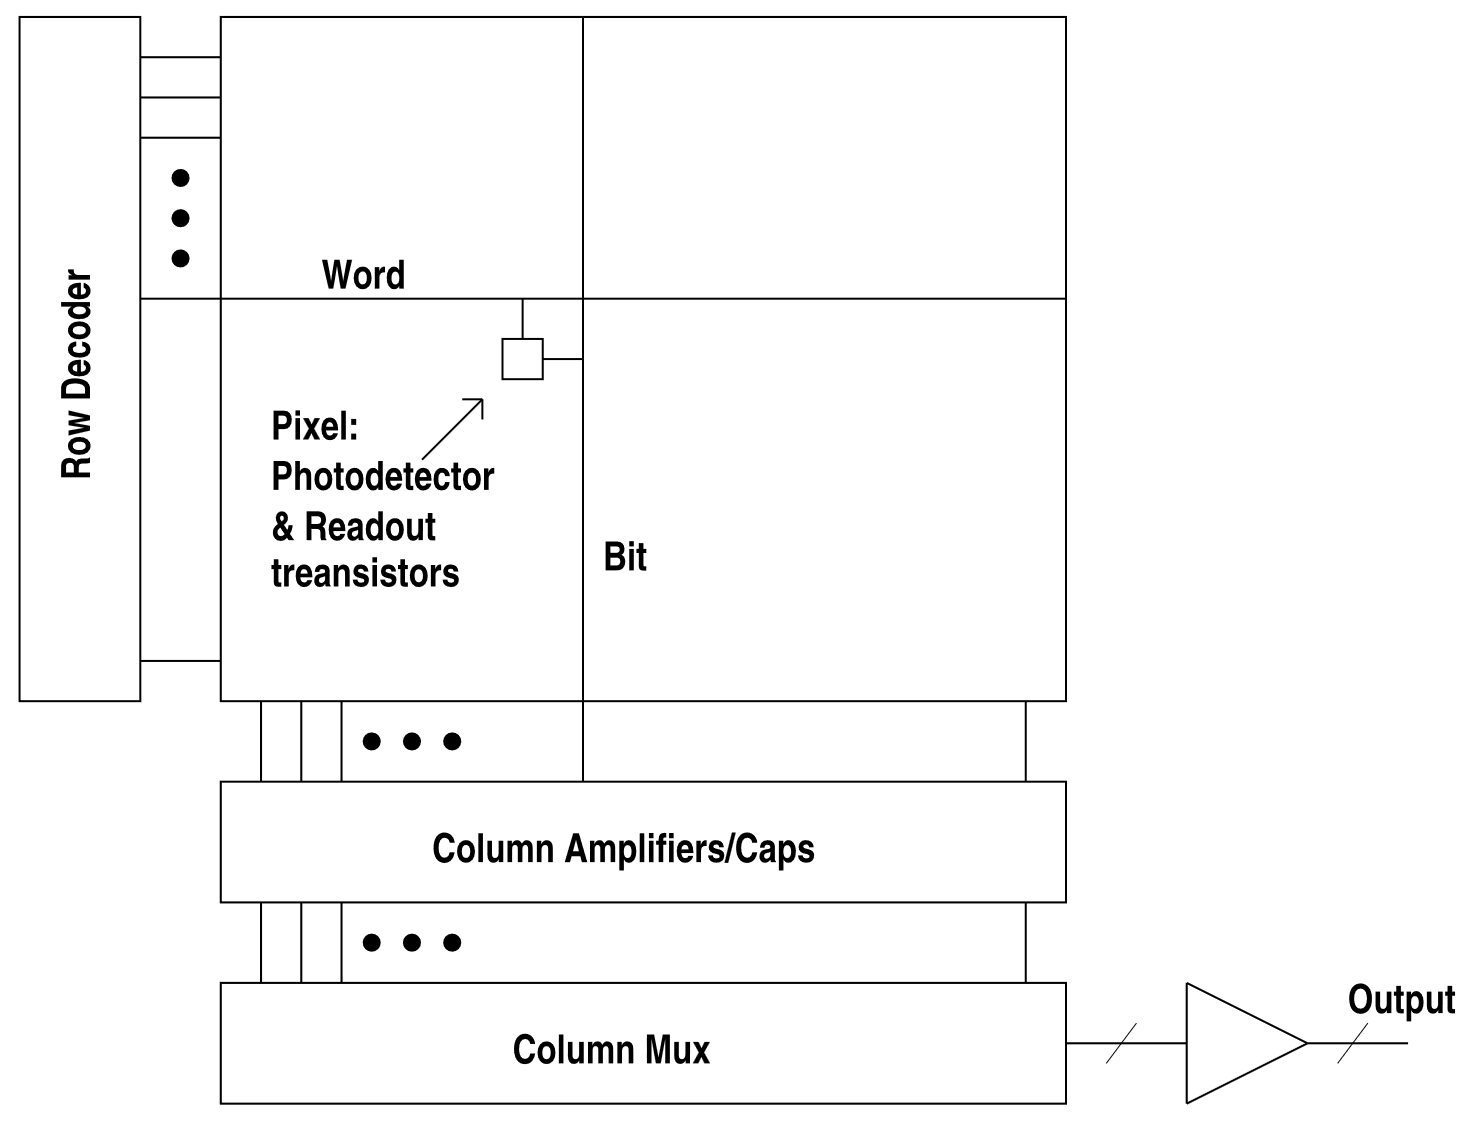 Row Decoder
Word
Pixel:
Photodetector
& Readout
treansistors
Bit
Column Amplifiers/Caps
Column Mux
Output